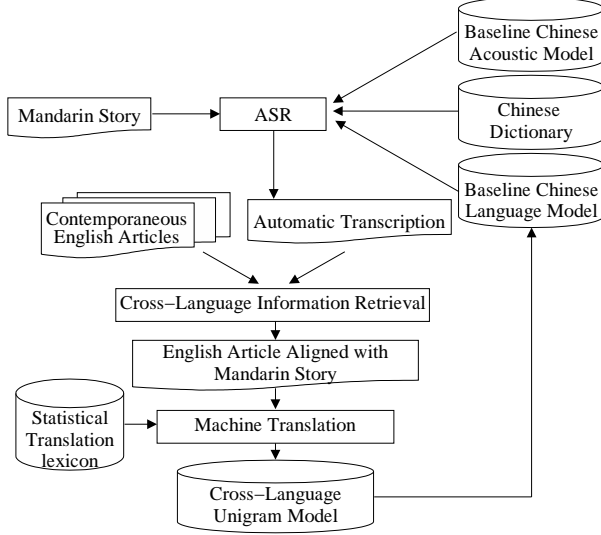 Baseline Chinese
Acoustic Model
Mandarin Story
ASR
Chinese
Dictionary
Baseline Chinese
Language Model
Contemporaneous
English Articles
Automatic Transcription
Cross−Language Information Retrieval
English Article Aligned with
Mandarin Story
Statistical
Translation
lexicon
Machine Translation
Cross−Language
Unigram Model